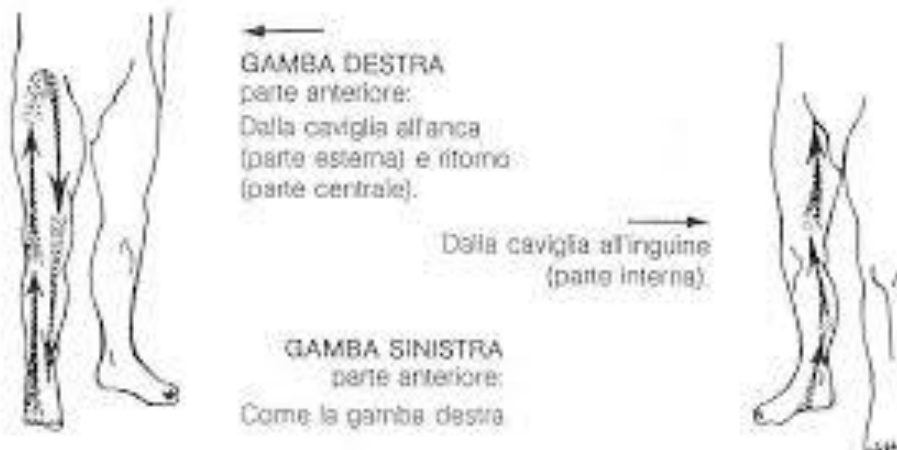 GAMBA DESTRA
parte anteriore:
Dalla caviglia all'anca
(parte esterna) e ritorno
(parte centrale).
Dalla caviglia all'inguine
(parte interna).
GAMBA SINISTRA
parte anteriore:
Come la gamba destra